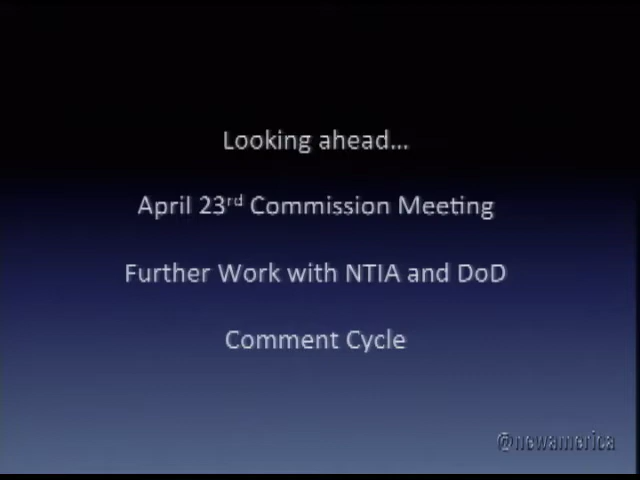 Looking ahead…
April 23rd Commission Meeting
Further Work with NTIA and DoD
Comment Cycle
@newamerica